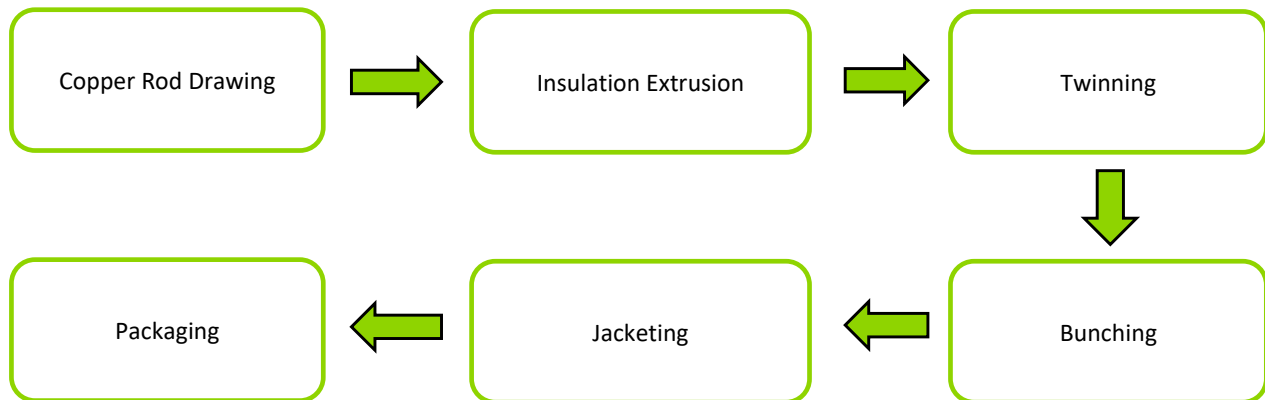 Copper Rod Drawing
Insulation Extrusion
Twinning
Bunching
Jacketing
Packaging